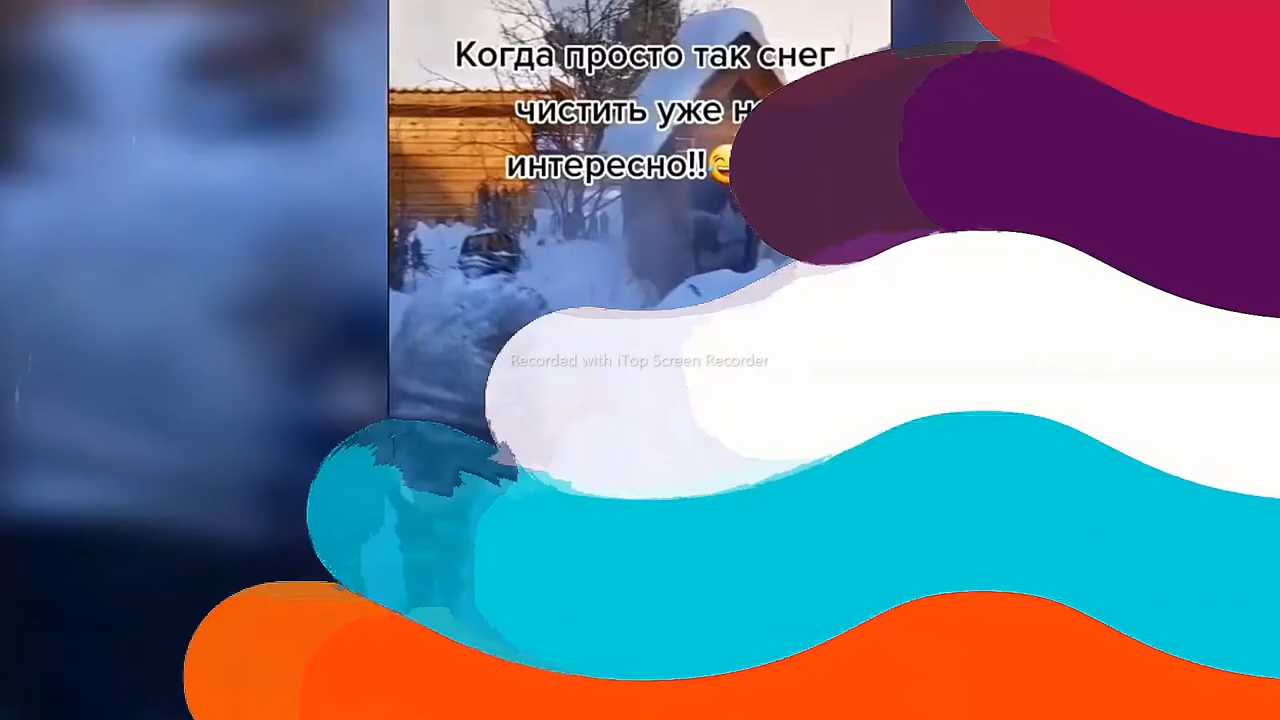 Когда просто так снег
чистить уже
интересно!!😂
Recorded with iTop Screen Recorder